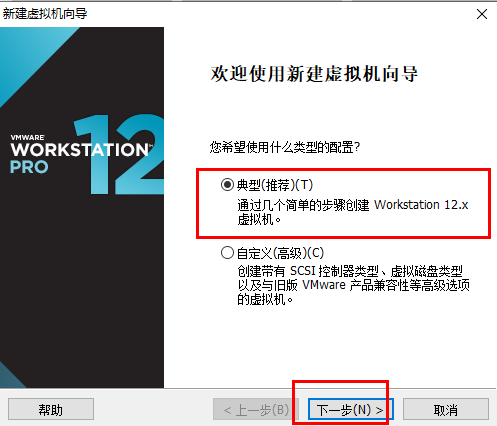 新建虚拟机向导
VMWARE
WORKSTATION™
PRO
12
欢迎使用新建虚拟机向导
您希望使用什么类型的配置?
典型(推荐)(T)
通过几个简单的步骤创建 Workstation 12.x
虚拟机。
自定义(高级)(C)
创建带有 SCSI 控制器类型、虚拟磁盘类型
以及与旧版 VMware 产品兼容性等高级选项
的虚拟机。
帮助
< 上一步(B)
下一步(N) >
取消